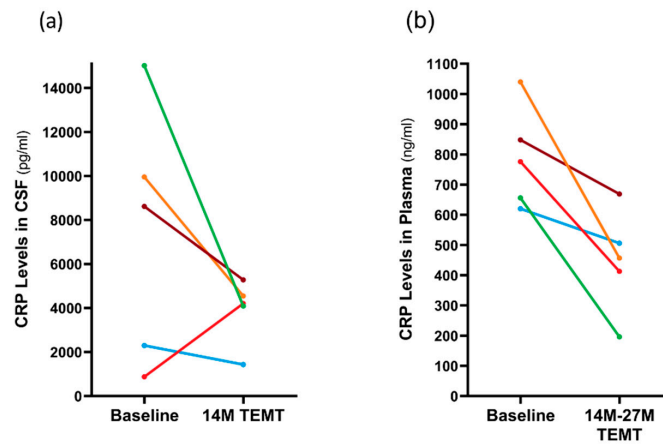 (a)
CRP Levels in CSF (pg/ml)
14000
12000
10000
8000
6000
4000
2000
0
Baseline
14M TEMT
(b)
CRP Levels in Plasma (ng/ml)
1100
1000
900
800
700
600
500
400
300
200
100
0
Baseline
14M-27M
TEMT